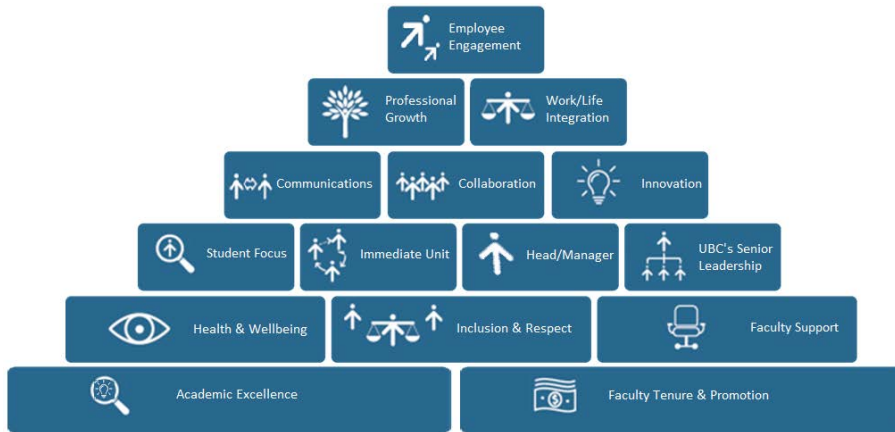 Employee
Engagement
Professional
Growth
Work/Life
Integration
Communications
Collaboration
Innovation
Student Focus
Immediate Unit
Head/Manager
UBC's Senior
Leadership
Health & Wellbeing
Inclusion & Respect
Faculty Support
Academic Excellence
Faculty Tenure & Promotion